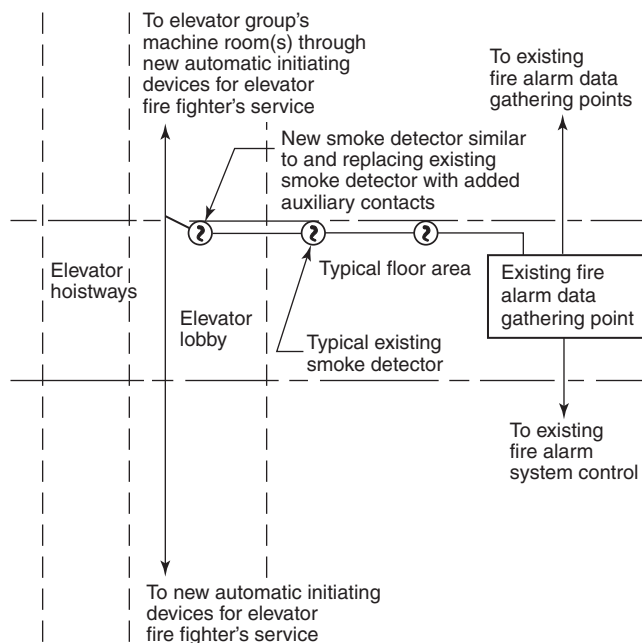 To elevator group's
machine room(s) through
new automatic initiating
devices for elevator
fire fighter's service
To existing
fire alarm data
gathering points
New smoke detector similar
to and replacing existing
smoke detector with added
auxiliary contacts
Elevator
hoistways
Elevator
lobby
Typical floor area
Existing fire
alarm data
gathering point
Typical existing
smoke detector
To existing
fire alarm
system control
To new automatic initiating
devices for elevator
fire fighter's service